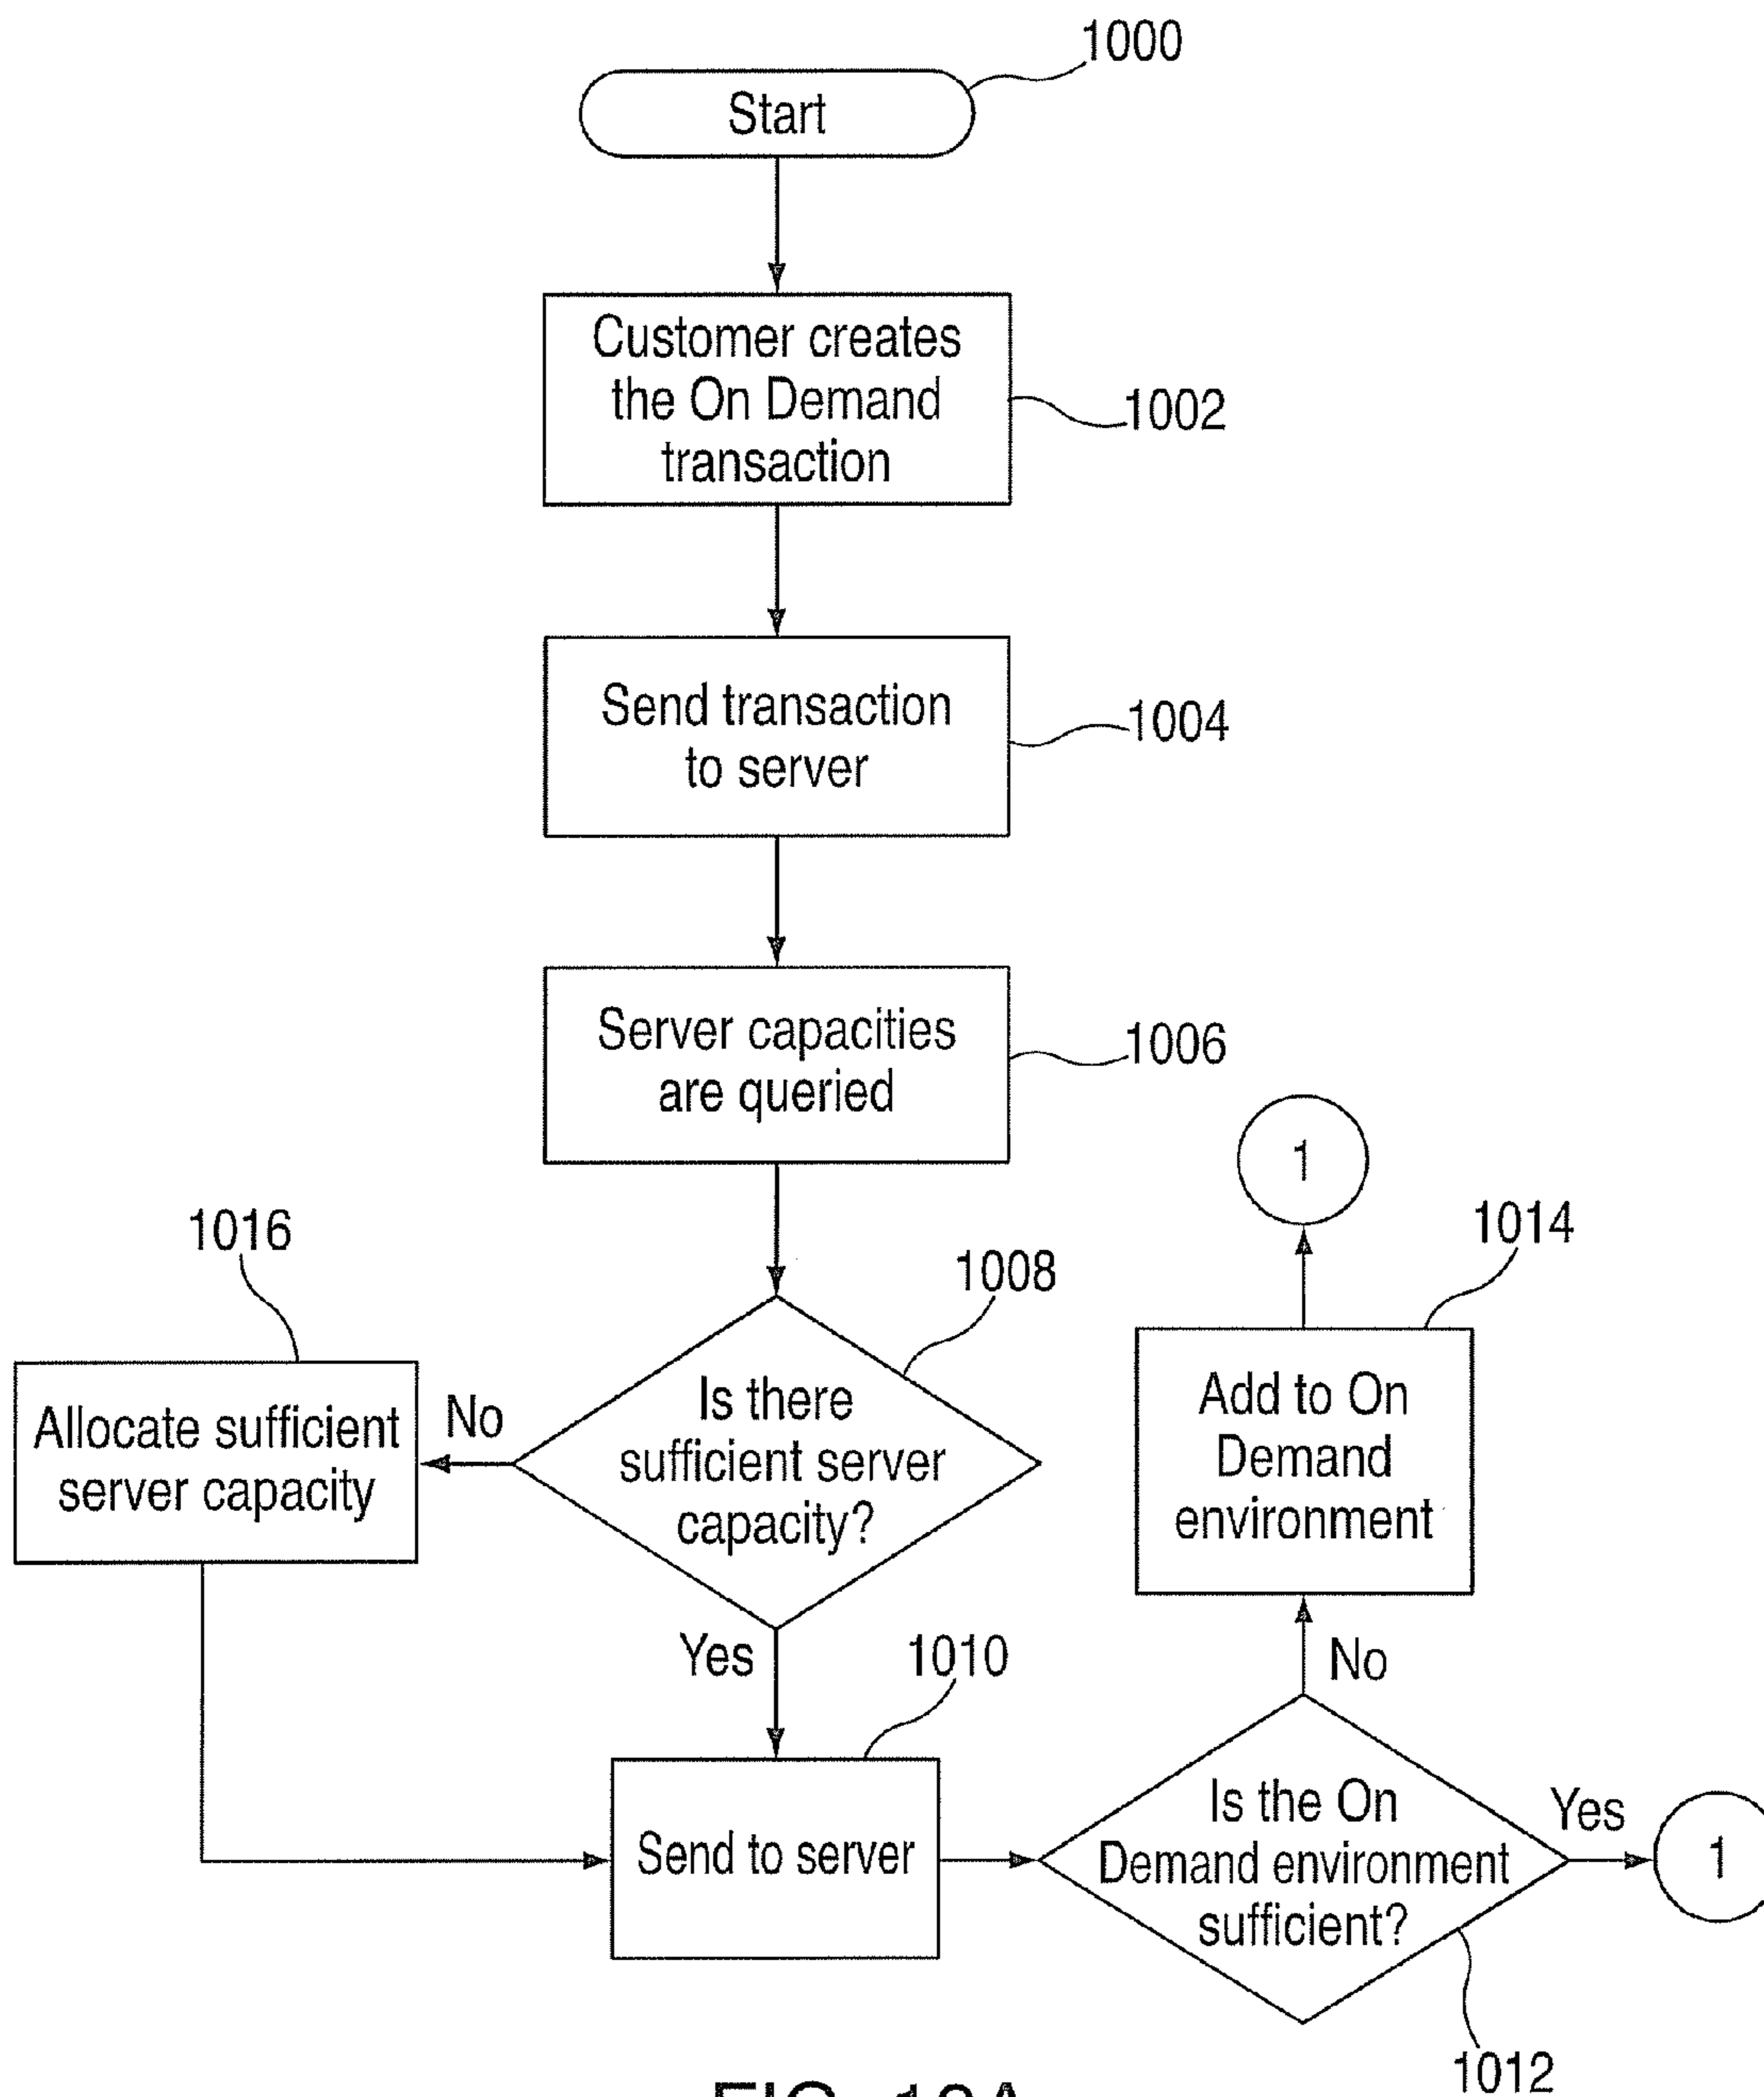 1000
Start
Customer creates
the On Demand
transaction
1002
Send transaction
to server
1004
Server capacities
are queried
1006
1
1014
1016
1008
Allocate sufficient
server capacity
No
Is there
sufficient server
capacity?
Add to On
Demand
environment
Yes
1010
No
Send to server
Is the On
Demand environment
sufficient?
Yes
1
1012
FIG. 10A